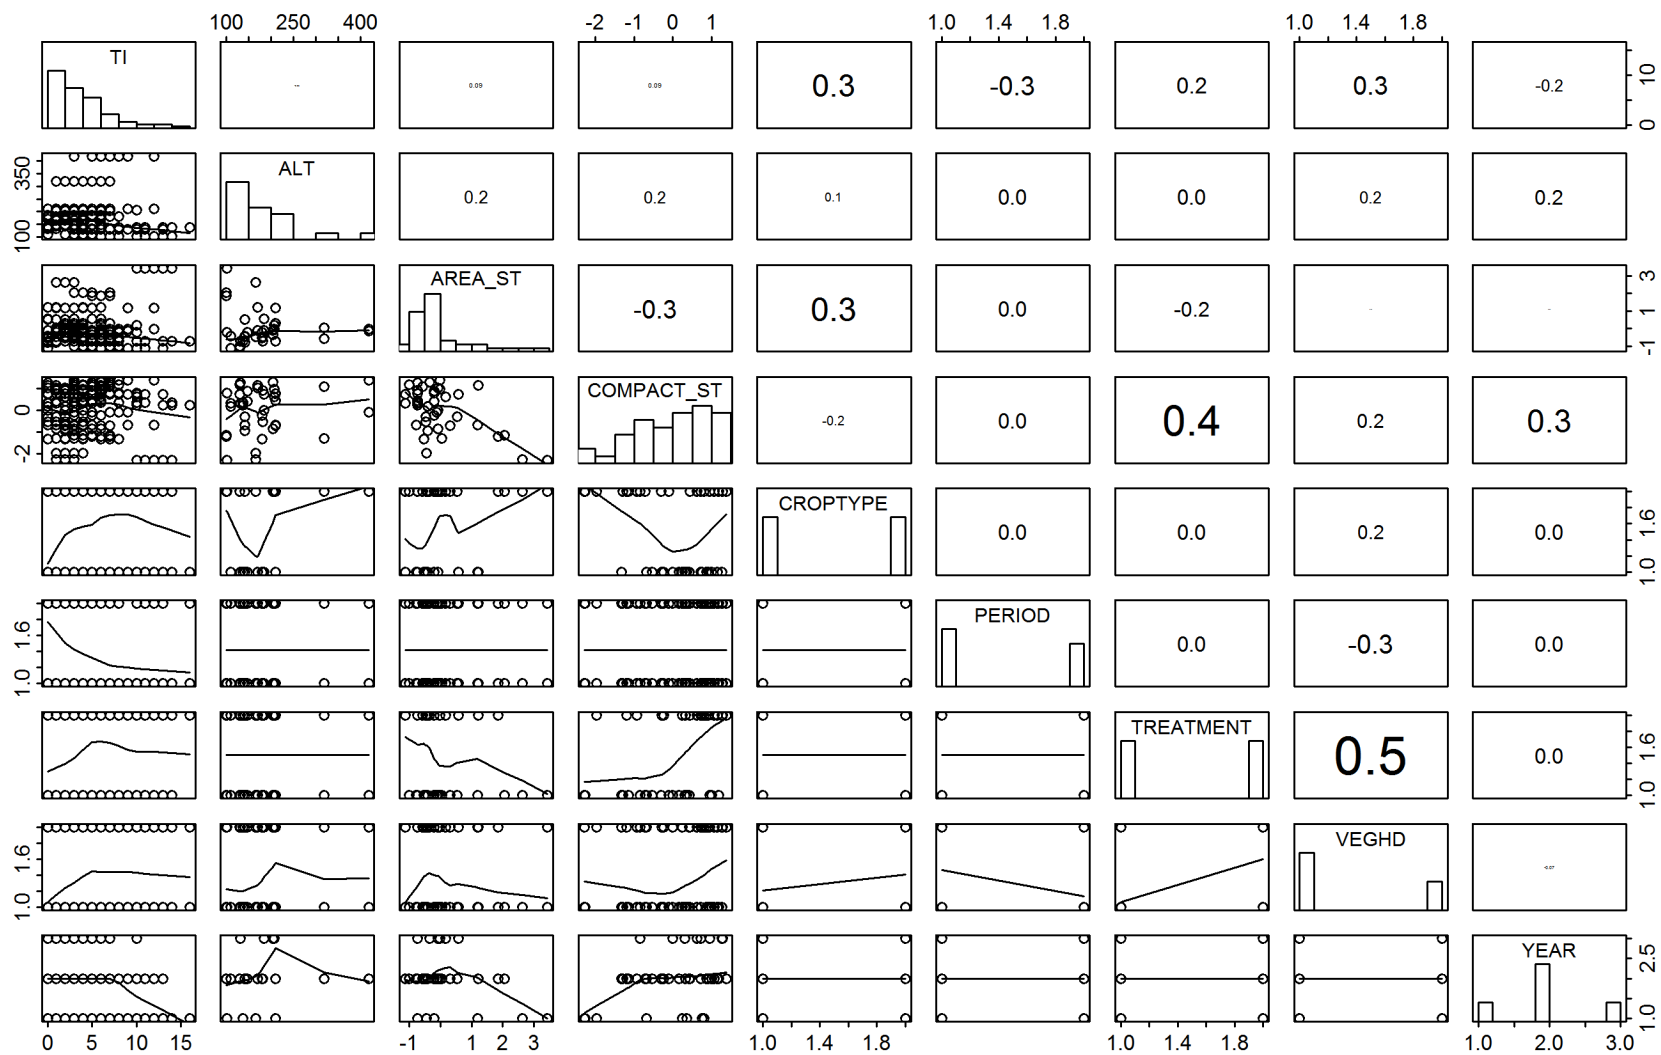 100 250 400 -2 -1 0 1 1.0 1.4 1.8 1.0 1.4 1.8
TI 0.09 0.09 0.3 -0.3 0.2 0.3 -0.2 0 10
100 350 ALT 0.2 0.2 0.1 0.0 0.0 0.2 0.2
AREA_ST -0.3 0.3 0.0 -0.2 -1 1 3
-2 0 COMPACT_ST -0.2 0.0 0.4 0.2 0.3
CROPTYPE 0.0 0.0 0.2 0.0 1.0 1.6
1.0 1.6 PERIOD 0.0 -0.3 0.0
TREATMENT 0.5 0.0 1.0 1.6
1.0 1.6 VEGHD -0.07
YEAR 1.0 2.5
0 5 10 15 -1 1 2 3 1.0 1.4 1.8 1.0 1.4 1.8 1.0 2.0 3.0